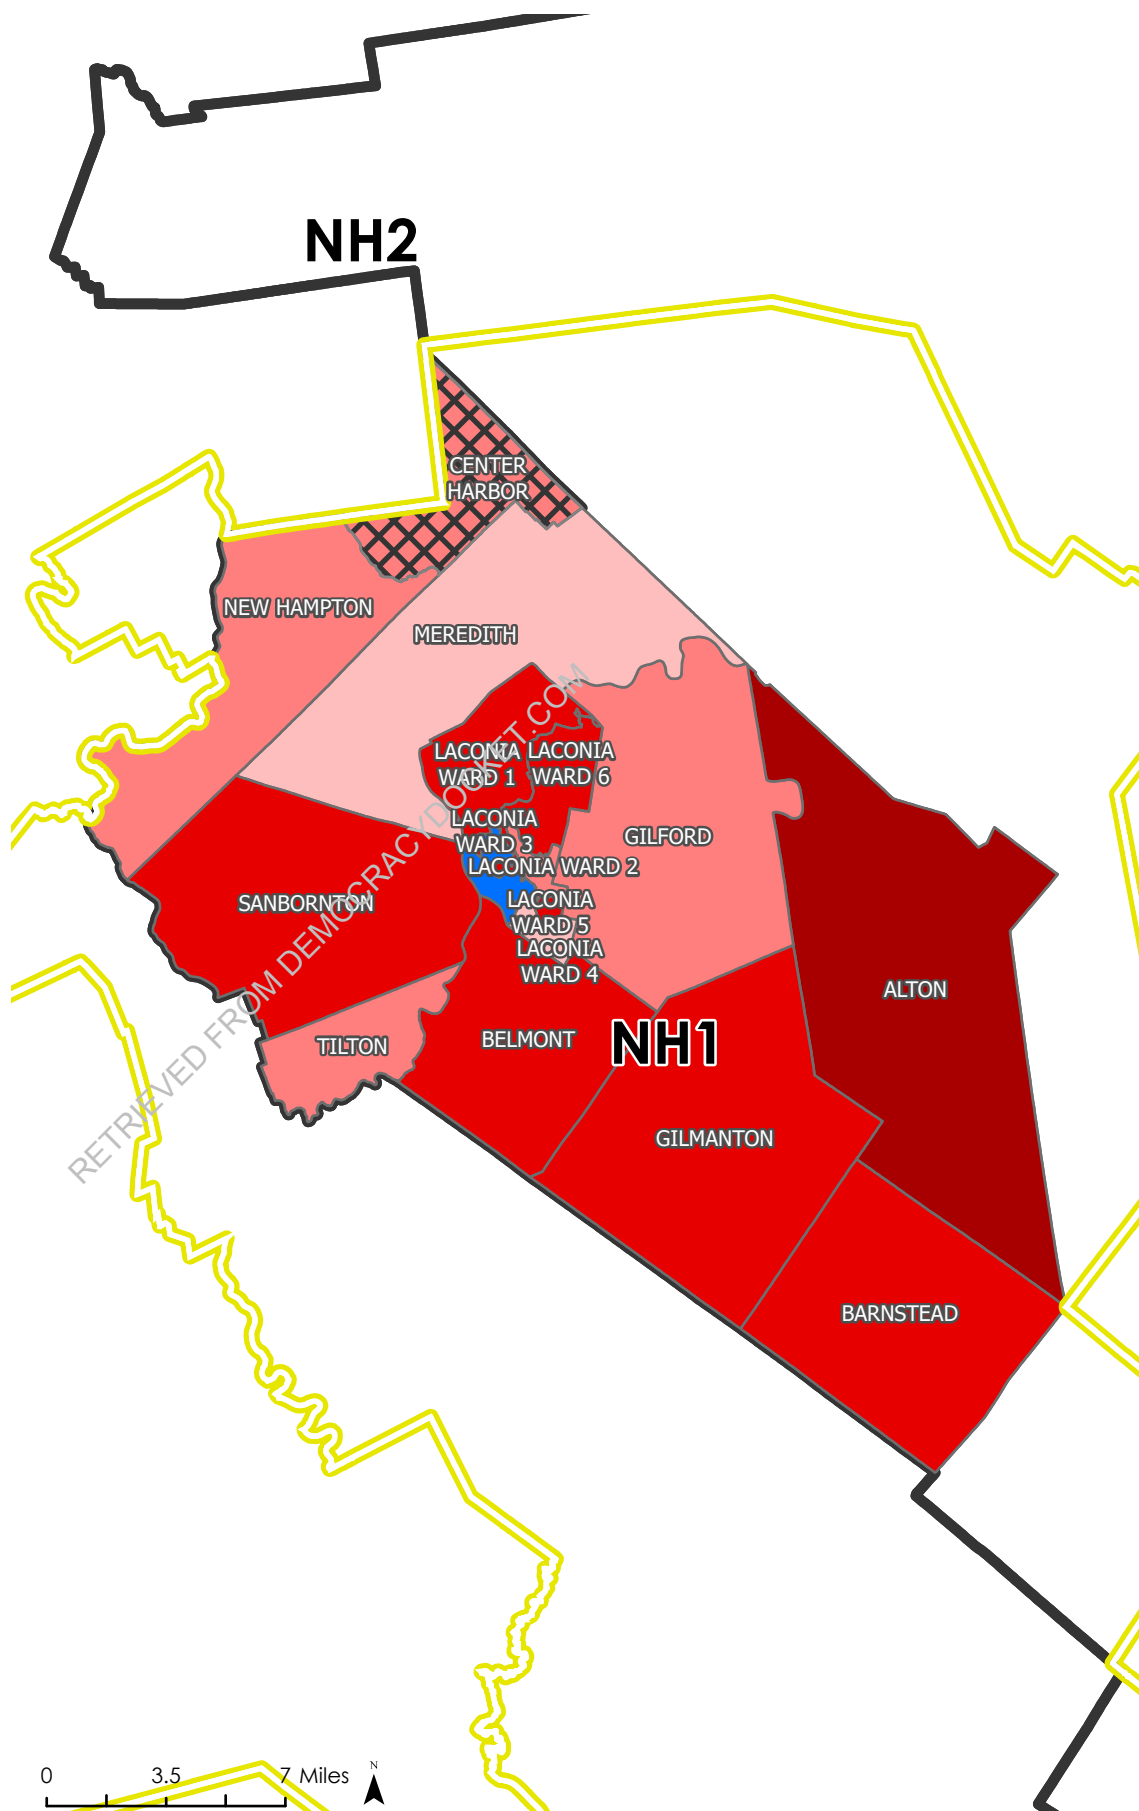 NH2
CENTER
HARBOR
NEW HAMPTON
MEREDITH
LACONIA
WARD 1
LACONIA
WARD 6
LACONIA
WARD 3
GILFORD
LACONIA WARD 2
SANBORNTON
LACONIA
WARD 5
LACONIA
WARD 4
ALTON
BELMONT
NH1
TILTON
GILMANTON
BARNSTEAD
RETRIEVED FROM DEMOCRACYDOCKET.COM
0 3.5 7 Miles
N